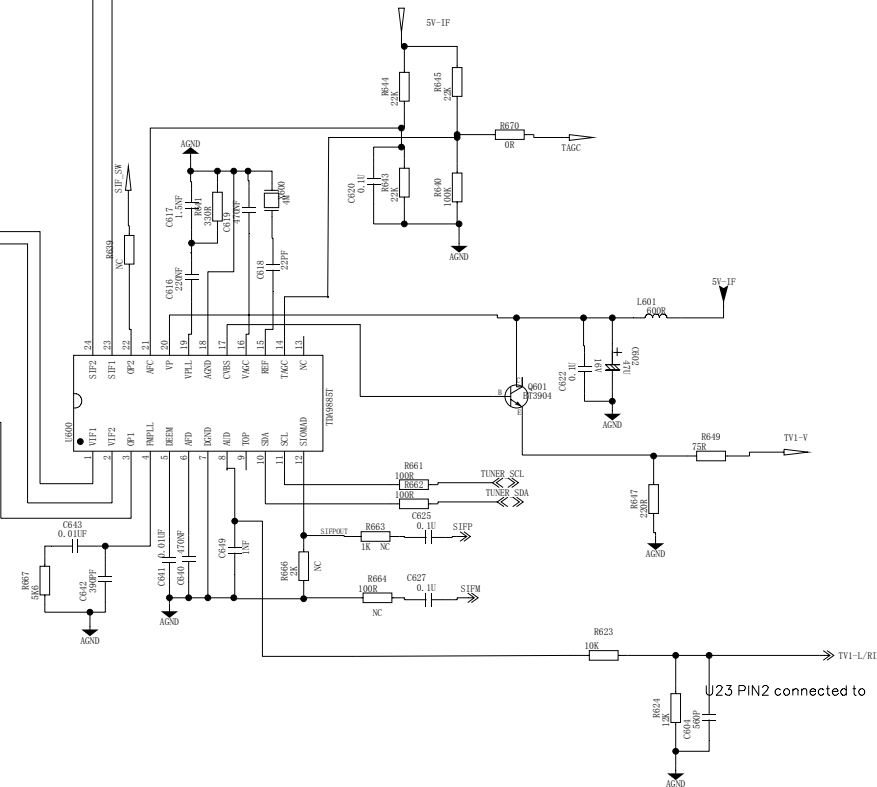 5V-IF
R644
22K
R645
22K
R670
0R
TAGC
AGND
SIF_SW
C617
1.5NF
R641
330R
C619
470NF
4M
C620
0.1U
R643
22K
R640
100K
AGND
R639
NC
C616
220NF
C618
22PF
5V-IF
L601
600R
24
23
22
21
20
19
18
17
16
15
14
13
SIF2
SIF1
OP2
AFC
VP
VPLL
AGND
CVBS
VAGC
REF
TAGC
NC
U600
TDA9885T
VIF1
VIF2
OP1
FMPLL
DEEM
AFD
DGND
AUD
TOP
SDA
SCL
SIOMAD
1
2
3
4
5
6
7
8
9
10
11
12
C622
0.1U
16V
C602
47U
AGND
B
C
E
Q601
BT3904
R649
75R
TV1-V
R647
220R
AGND
R661
100R
TUNER_SCL
R662
100R
TUNER_SDA
C625
0.1U
SIFP
SIFPOUT
R663
1K
NC
C643
0.01UF
R667
5K6
C642
390PF
AGND
C641
0.01UF
C640
470NF
C649
1NF
R666
2K
NC
AGND
R664
100R
NC
C627
0.1U
SIFM
R623
10K
TV1-L/RI
U23 PIN2 connected to
R624
12K
C604
560P
AGND